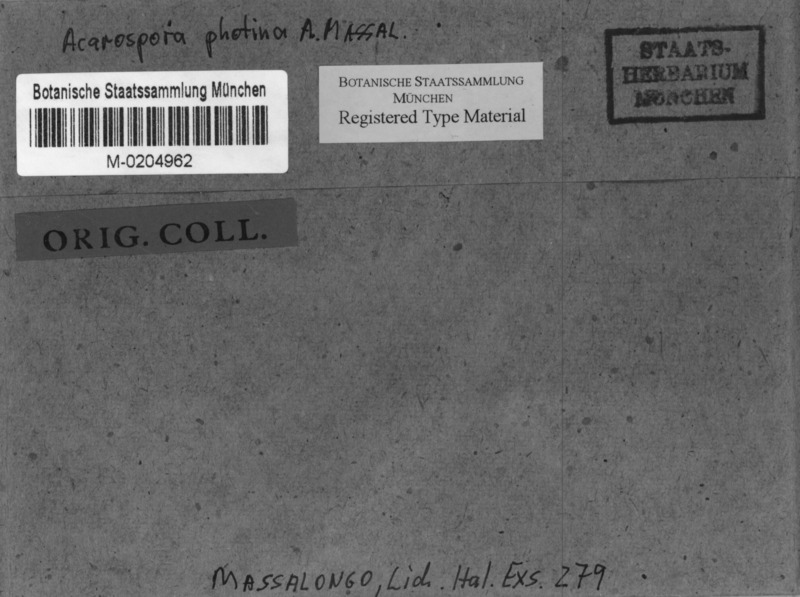 Acarospora photina A. MASSAL.
Botanische Staatssammlung München
M-0204962
BOTANISCHE STAATSSAMMLUNG
MÜNCHEN
Registered Type Material
STAATS-
HERBARIUM
MÜNCHEN
ORIG. COLL.
MASSALONGO, Lich. Ital. Exs. 279